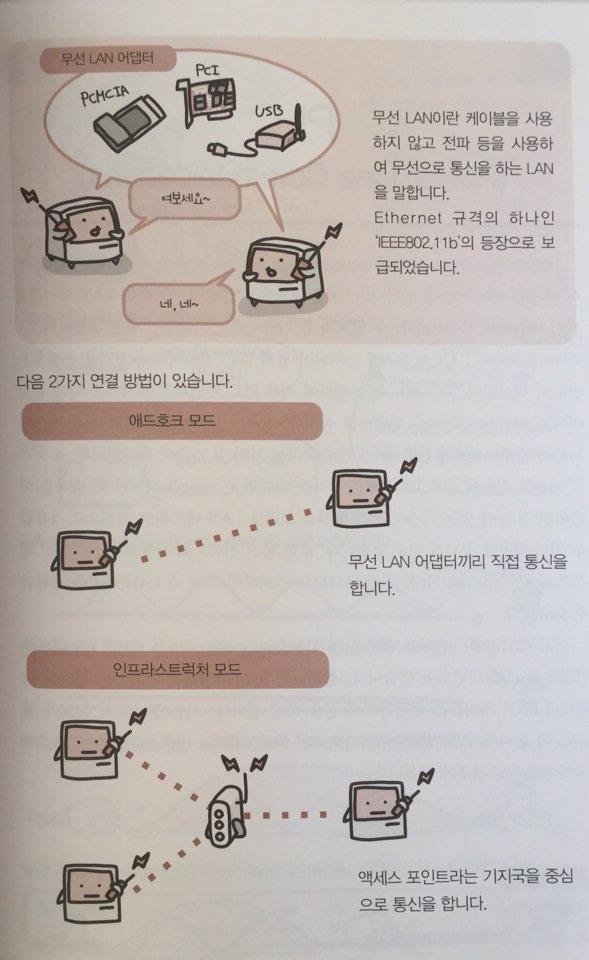 무선 LAN 어댑터
PCMCIA
PCI
USB
여보세요~
네, 네~
무선 LAN이란 케이블을 사용
하지 않고 전파 등을 사용하
여 무선으로 통신을 하는 LAN
을 말합니다.
Ethernet 규격의 하나인
'IEEE802.11b'의 등장으로 보
급되었습니다.
다음 2가지 연결 방법이 있습니다.
애드호크 모드
무선 LAN 어댑터끼리 직접 통신을
합니다.
인프라스트럭처 모드
액세스 포인트라는 기지국을 중심
으로 통신을 합니다.